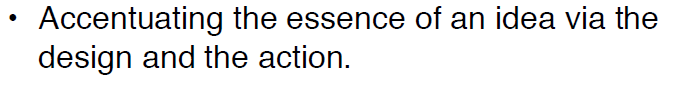 • Accentuating the essence of an idea via the
design and the action.